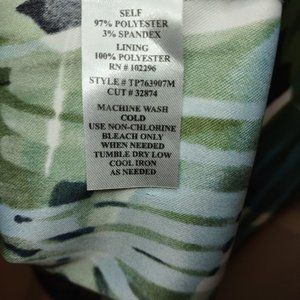 SELF
97% POLYESTER
3% SPANDEX
LINING
100% POLYESTER
RN # 102296
STYLE # TP763907M
CUT # 32874
MACHINE WASH
COLD
USE NON-CHLORINE
BLEACH ONLY
WHEN NEEDED
TUMBLE DRY LOW
COOL IRON
AS NEEDED